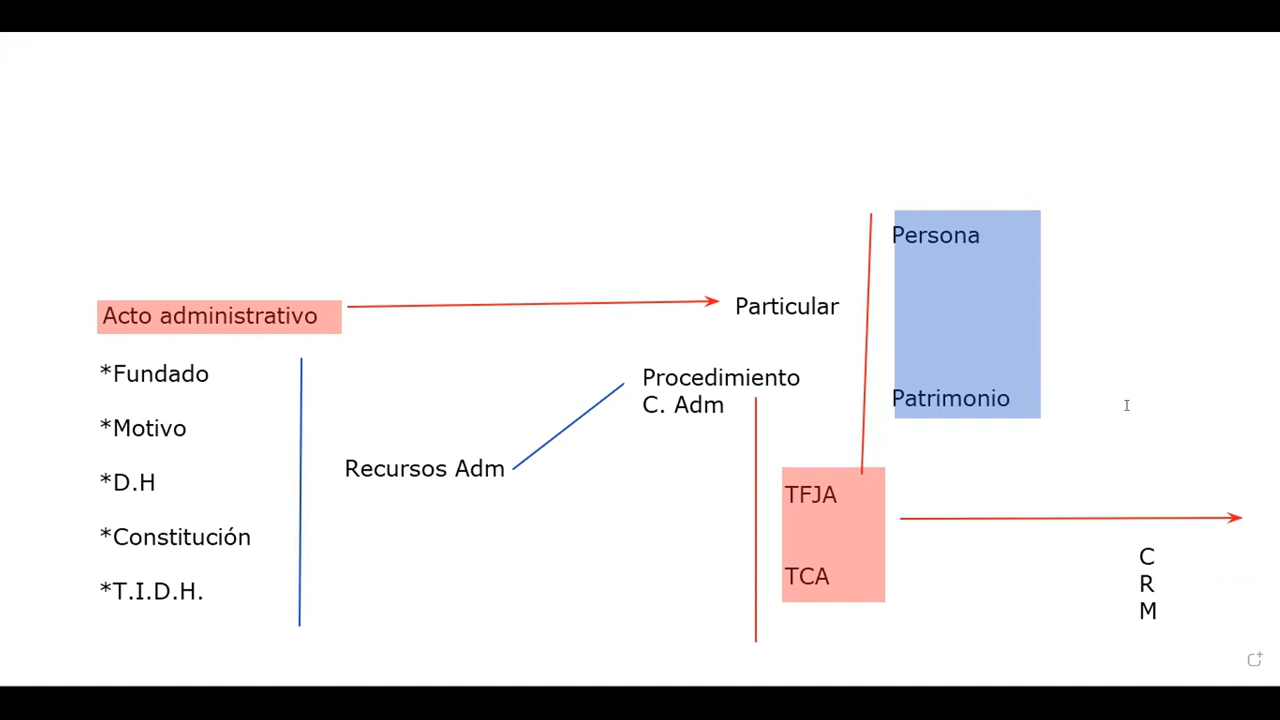 Acto administrativo
*Fundado
*Motivo
*D.H
*Constitución
*T.I.D.H.
Recursos Adm
Particular
Procedimiento
C. Adm
Persona
Patrimonio
TFJA
TCA
C
R
M